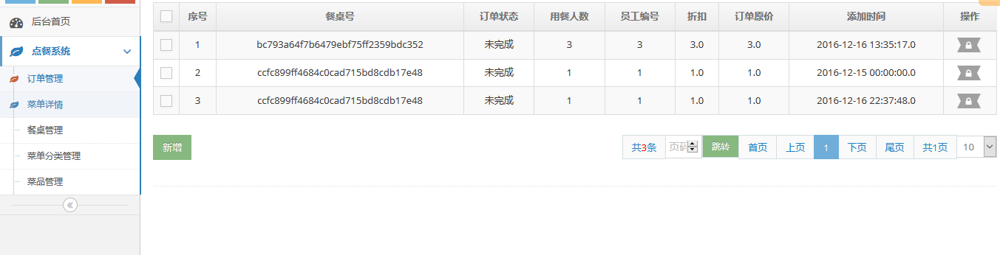 后台首页
点餐系统
订单管理
菜单详情
餐桌管理
菜单分类管理
菜品管理
序号 餐桌号 订单状态 用餐人数 员工编号 折扣 订单原价 添加时间 操作
1 bc793a64f7b6479ebf75ff2359bdc352 未完成 3 3 3.0 3.0 2016-12-16 13:35:17.0
2 ccfc899ff4684c0cad715bd8cdb17e48 未完成 1 1 1.0 1.0 2016-12-15 00:00:00.0
3 ccfc899ff4684c0cad715bd8cdb17e48 未完成 1 1 1.0 1.0 2016-12-16 22:37:48.0
新增 共3条 页码 跳转 首页 上页 1 下页 尾页 共1页 10